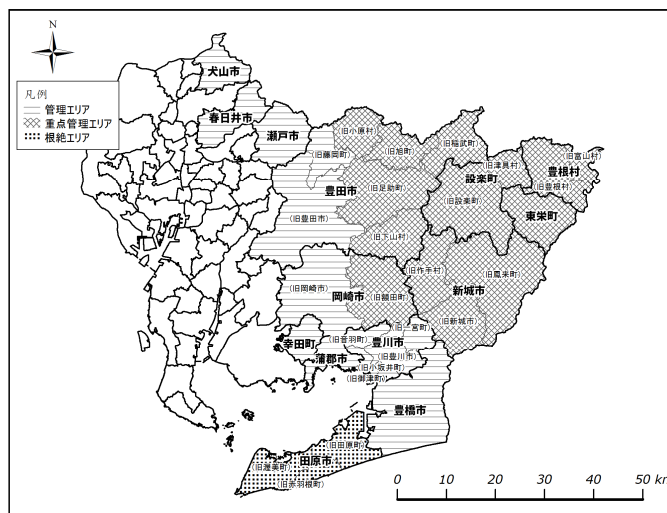 N
凡例
管理エリア
重点管理エリア
根絶エリア
犬山市
春日井市
瀬戸市
(旧小原村)
(旧藤岡町)
(旧旭町)
(旧稲武町)
豊田市
(旧足助町)
(旧豊田市)
(旧下山村)
(旧津具村)
設楽町
(旧設楽町)
(旧富山村)
豊根村
(旧豊根村)
東栄町
(旧作手村)
(旧鳳来町)
新城市
(旧新城市)
(旧岡崎市)
岡崎市
(旧額田町)
幸田町
(旧音羽町)
(旧一宮町)
豊川市
(旧豊川市)
蒲郡市
(旧小坂井町)
(旧御津町)
豊橋市
(旧田原町)
田原市
(旧渥美町)
(旧赤羽根町)
0 10 20 30 40 50 km